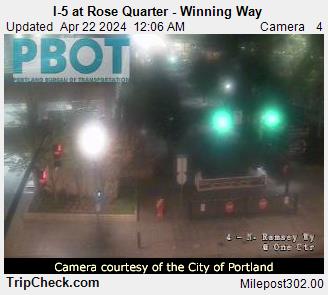 I-5 at Rose Quarter - Winning Way
Updated Apr 22 2024 12:06 AM Camera 4
PBOT
PORTLAND BUREAU OF TRANSPORTATION
4 - N. Ramsey Wy
@ One Ctr
Camera courtesy of the City of Portland
TripCheck.com Milepost302.00